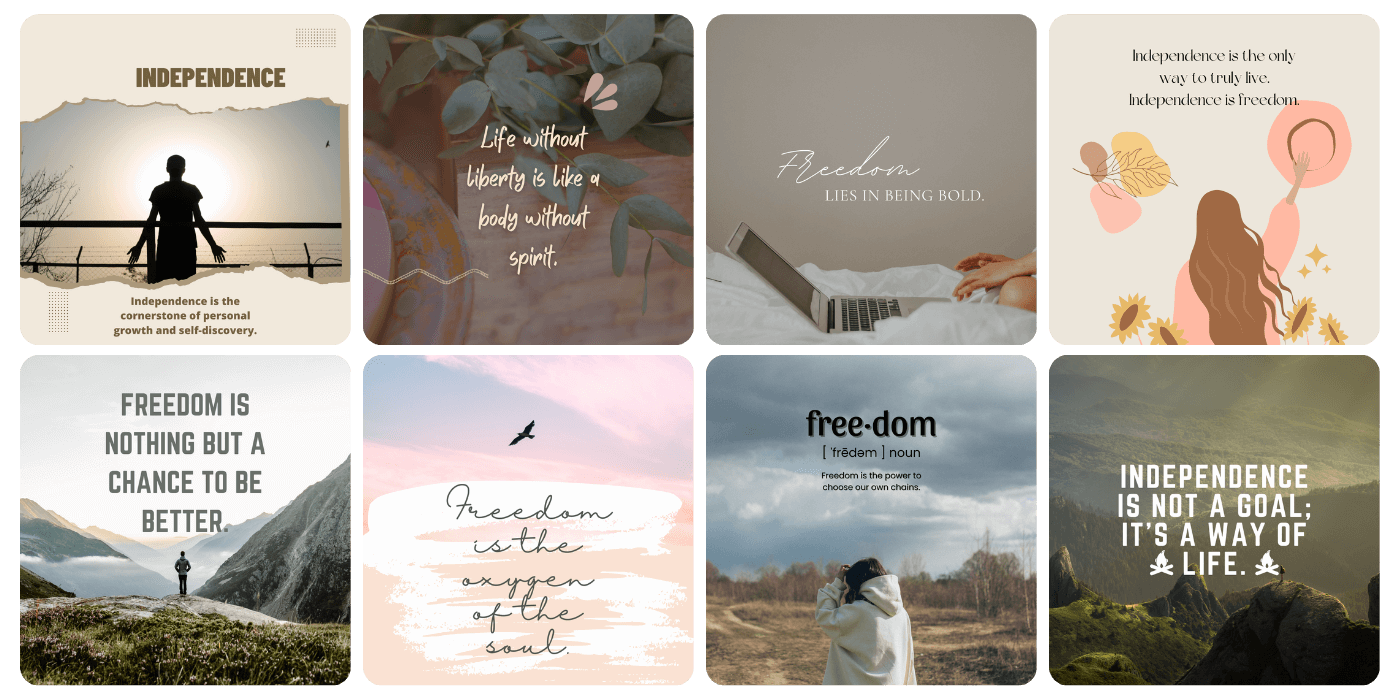 INDEPENDENCE
Independence is the
cornerstone of personal
growth and self-discovery.
Life without
liberty is like a
body without
spirit.
Freedom
LIES IN BEING BOLD.
Independence is the only
way to truly live.
Independence is freedom.
FREEDOM IS
NOTHING BUT A
CHANCE TO BE
BETTER.
Freedom
is the
oxygen
of the
soul.
free·dom
[ 'frēdəm ] noun
Freedom is the power to
choose our own chains.
INDEPENDENCE
IS NOT A GOAL;
IT'S A WAY OF
LIFE.